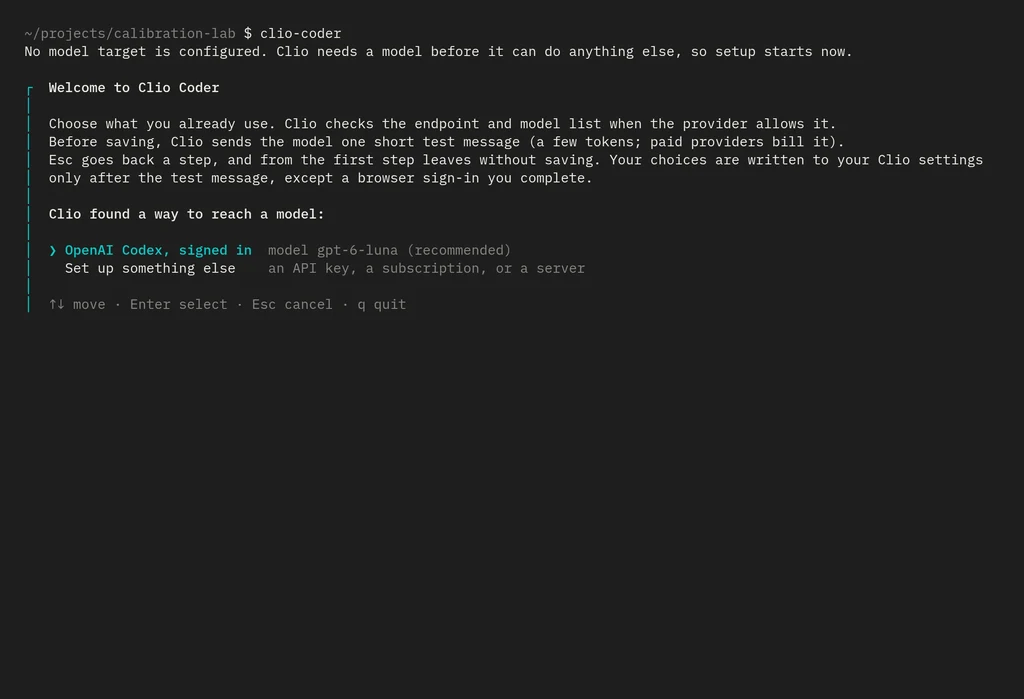 ~/projects/calibration-lab $ clio-coder
No model target is configured. Clio needs a model before it can do anything else, so setup starts now.
Welcome to Clio Coder
Choose what you already use. Clio checks the endpoint and model list when the provider allows it.
Before saving, Clio sends the model one short test message (a few tokens; paid providers bill it).
Esc goes back a step, and from the first step leaves without saving. Your choices are written to your Clio settings
only after the test message, except a browser sign-in you complete.
Clio found a way to reach a model:
❯ OpenAI Codex, signed in  model gpt-6-luna (recommended)
Set up something else  an API key, a subscription, or a server
↑↓ move · Enter select · Esc cancel · q quit